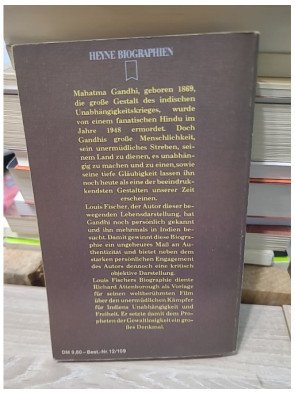 HEYNE BIOGRAPHIEN
Mahatma Gandhi, geboren 1869,
die große Gestalt des indischen
Unabhängigkeitskrieges, wurde
von einem fanatischen Hindu im
Jahre 1948 ermordet. Doch
Gandhis große Menschlichkeit,
sein unermüdliches Streben, sei-
nem Land zu dienen, es unabhän-
gig zu machen und zu einen, sowie
seine tiefe Gläubigkeit lassen ihn
noch heute als eine der beeindruk-
kendsten Gestalten unserer Zeit
erscheinen.
Louis Fischer, der Autor dieser be-
wegenden Lebensdarstellung, hat
Gandhi noch persönlich gekannt
und ihn mehrmals in Indien be-
sucht. Damit gewinnt diese Biogra-
phie ein ungeheures Maß an Au-
thentizität und bietet neben dem
starken persönlichen Engagement
des Autors dennoch eine kritisch
objektive Darstellung.
Louis Fischers Biographie diente
Richard Attenborough als Vorlage
für seinen weltberühmten Film
über den unermüdlichen Kämpfer
für Indiens Unabhängigkeit und
Freiheit. Er setzte damit dem Pro-
pheten der Gewaltlosigkeit ein gro-
ßes Denkmal.
DM 9,80 - Best.-Nr. 12/109